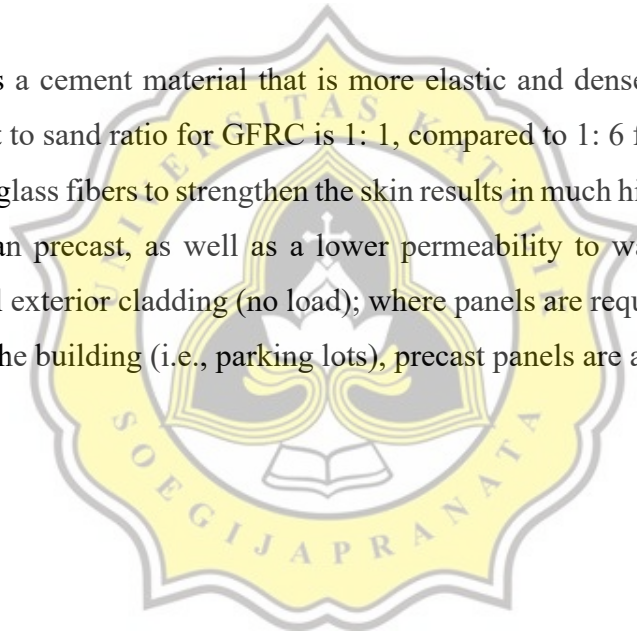 s a cement material that is more elastic and dense
t to sand ratio for GFRC is 1: 1, compared to 1: 6 f
glass fibers to strengthen the skin results in much hi
an precast, as well as a lower permeability to wa
l exterior cladding (no load); where panels are requ
he building (i.e., parking lots), precast panels are a
UNIVERSITAS KATOLIK
SOEGIJAPRANATA